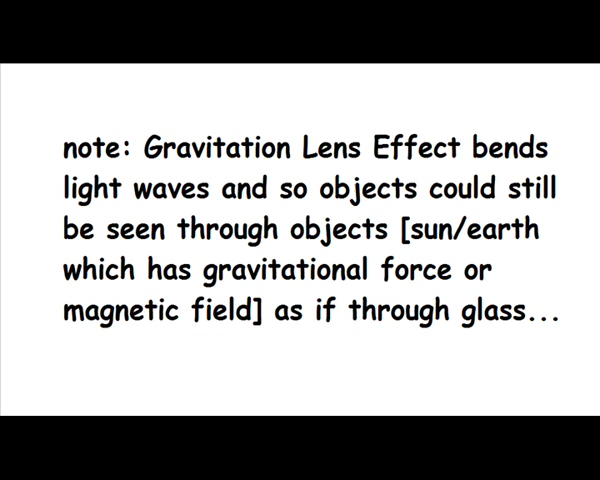 note: Gravitation Lens Effect bends
light waves and so objects could still
be seen through objects [sun/earth
which has gravitational force or
magnetic field] as if through glass...